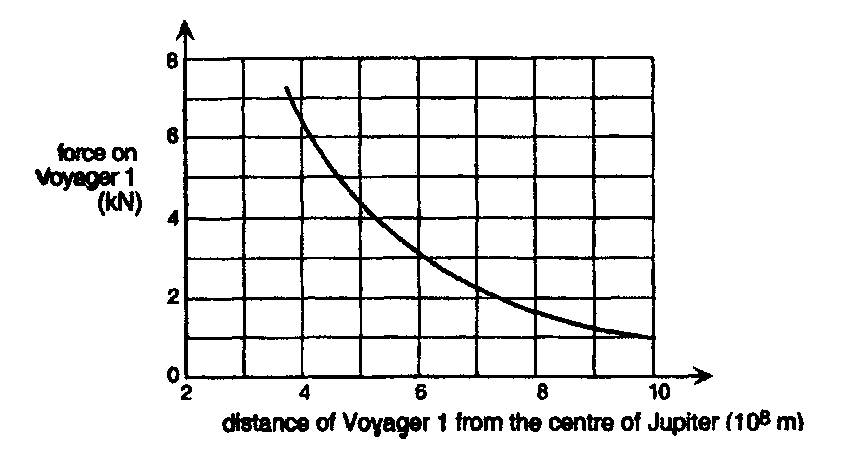 8
6
force on
Voyager 1
(kN)
4
2
0
2 4 6 8 10
distance of Voyager 1 from the centre of Jupiter (10⁸ m)